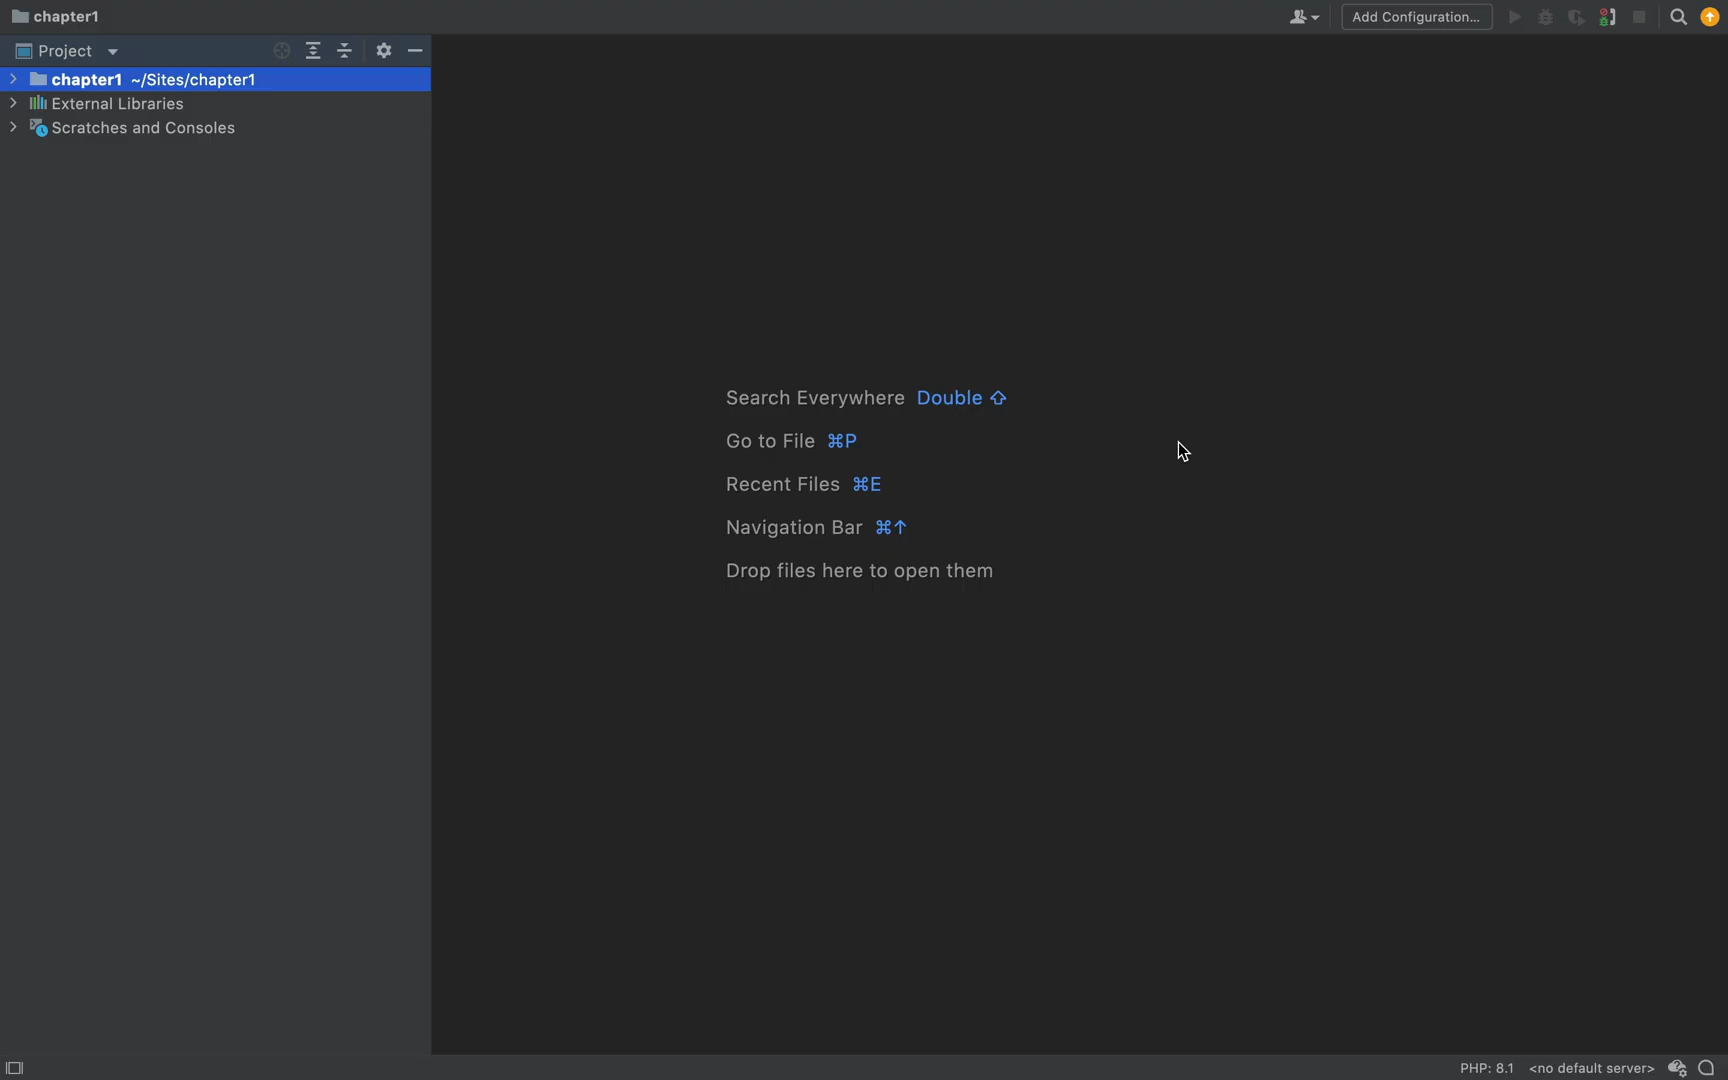 chapter1
Add Configuration...
Project
chapter1 ~/Sites/chapter1
External Libraries
Scratches and Consoles
Search Everywhere Double ⇧
Go to File ⌘P
Recent Files ⌘E
Navigation Bar ⌘↑
Drop files here to open them
PHP: 8.1 <no default server>